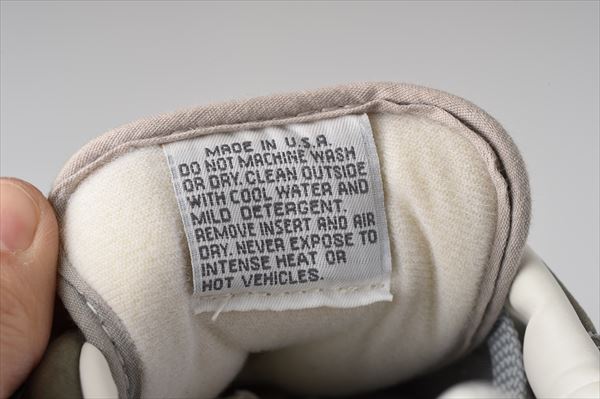 MADE IN U.S.A.
DO NOT MACHINE WASH
OR DRY. CLEAN OUTSIDE
WITH COOL WATER AND
MILD DETERGENT
REMOVE INSERT AND AIR
DRY. NEVER EXPOSE TO
INTENSE HEAT OR
HOT VEHICLES.